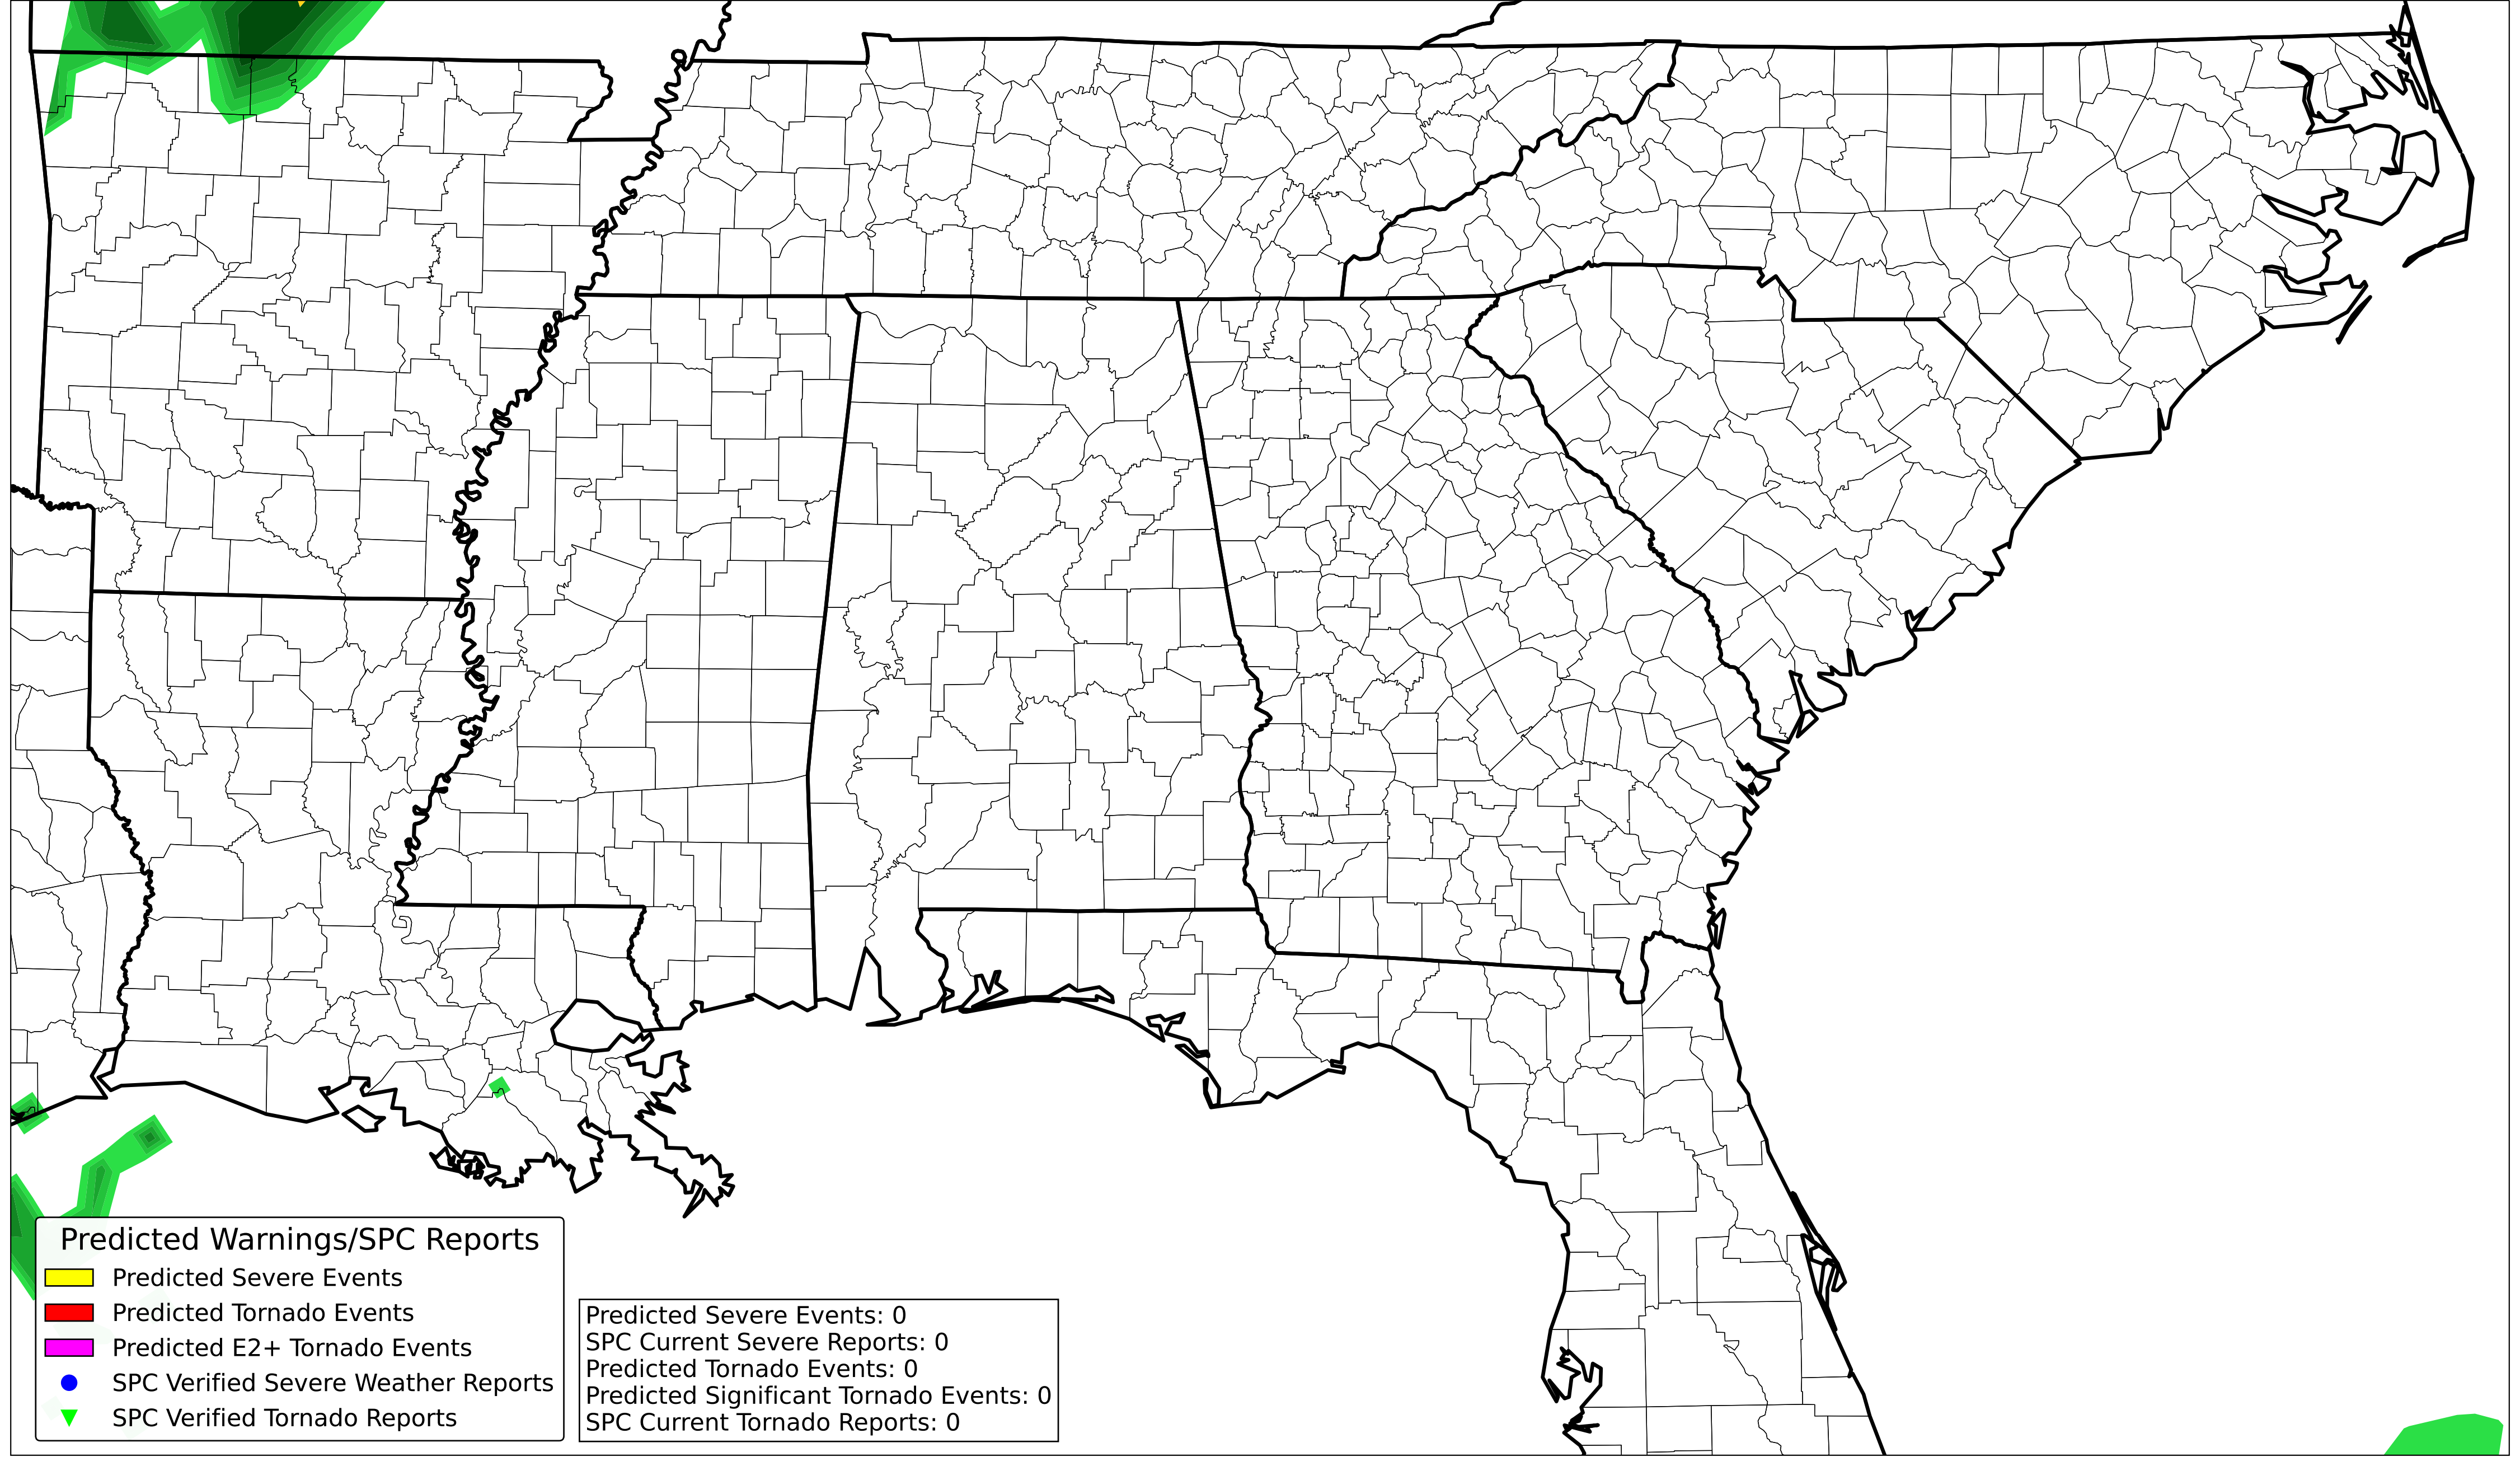 Predicted Warnings/SPC Reports
Predicted Severe Events
Predicted Tornado Events
Predicted E2+ Tornado Events
SPC Verified Severe Weather Reports
SPC Verified Tornado Reports
Predicted Severe Events: 0
SPC Current Severe Reports: 0
Predicted Tornado Events: 0
Predicted Significant Tornado Events: 0
SPC Current Tornado Reports: 0